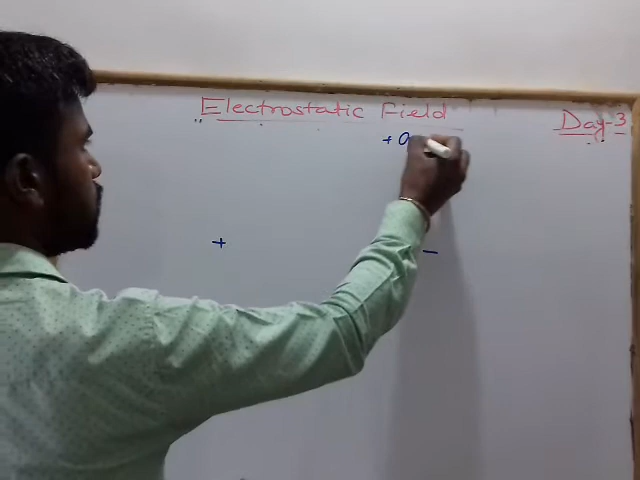 Electrostatic Field
Day-3
+ Q
+
-